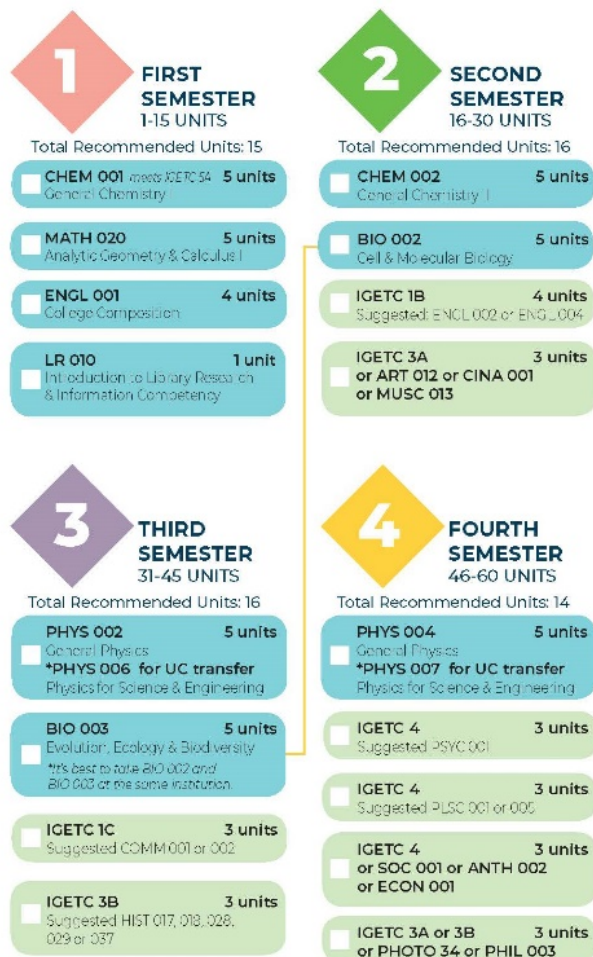 1
FIRST
SEMESTER
1-15 UNITS
Total Recommended Units: 15
CHEM 001 meets IGETC 5A 5 units
General Chemistry I
MATH 020 5 units
Analytic Geometry & Calculus I
ENGL 001 4 units
College Composition
LR 010 1 unit
Introduction to Library Research
& Information Competency
2
SECOND
SEMESTER
16-30 UNITS
Total Recommended Units: 16
CHEM 002 5 units
General Chemistry II
BIO 002 5 units
Cell & Molecular Biology
IGETC 1B 4 units
Suggested: ENGL 002 or ENGL 004
IGETC 3A 3 units
or ART 012 or CINA 001
or MUSC 013
3
THIRD
SEMESTER
31-45 UNITS
Total Recommended Units: 16
PHYS 002 5 units
General Physics
*PHYS 006 for UC transfer
Physics for Science & Engineering
BIO 003 5 units
Evolution, Ecology & Biodiversity
*It's best to take BIO 002 and
BIO 003 at the same institution.
IGETC 1C 3 units
Suggested COMM 001 or 002
IGETC 3B 3 units
Suggested HIST 017, 018, 028,
029 or 037
4
FOURTH
SEMESTER
46-60 UNITS
Total Recommended Units: 14
PHYS 004 5 units
General Physics
*PHYS 007 for UC transfer
Physics for Science & Engineering
IGETC 4 3 units
Suggested PSYC 001
IGETC 4 3 units
Suggested PLSC 001 or 005
IGETC 4 3 units
or SOC 001 or ANTH 002
or ECON 001
IGETC 3A or 3B 3 units
or PHOTO 34 or PHIL 003